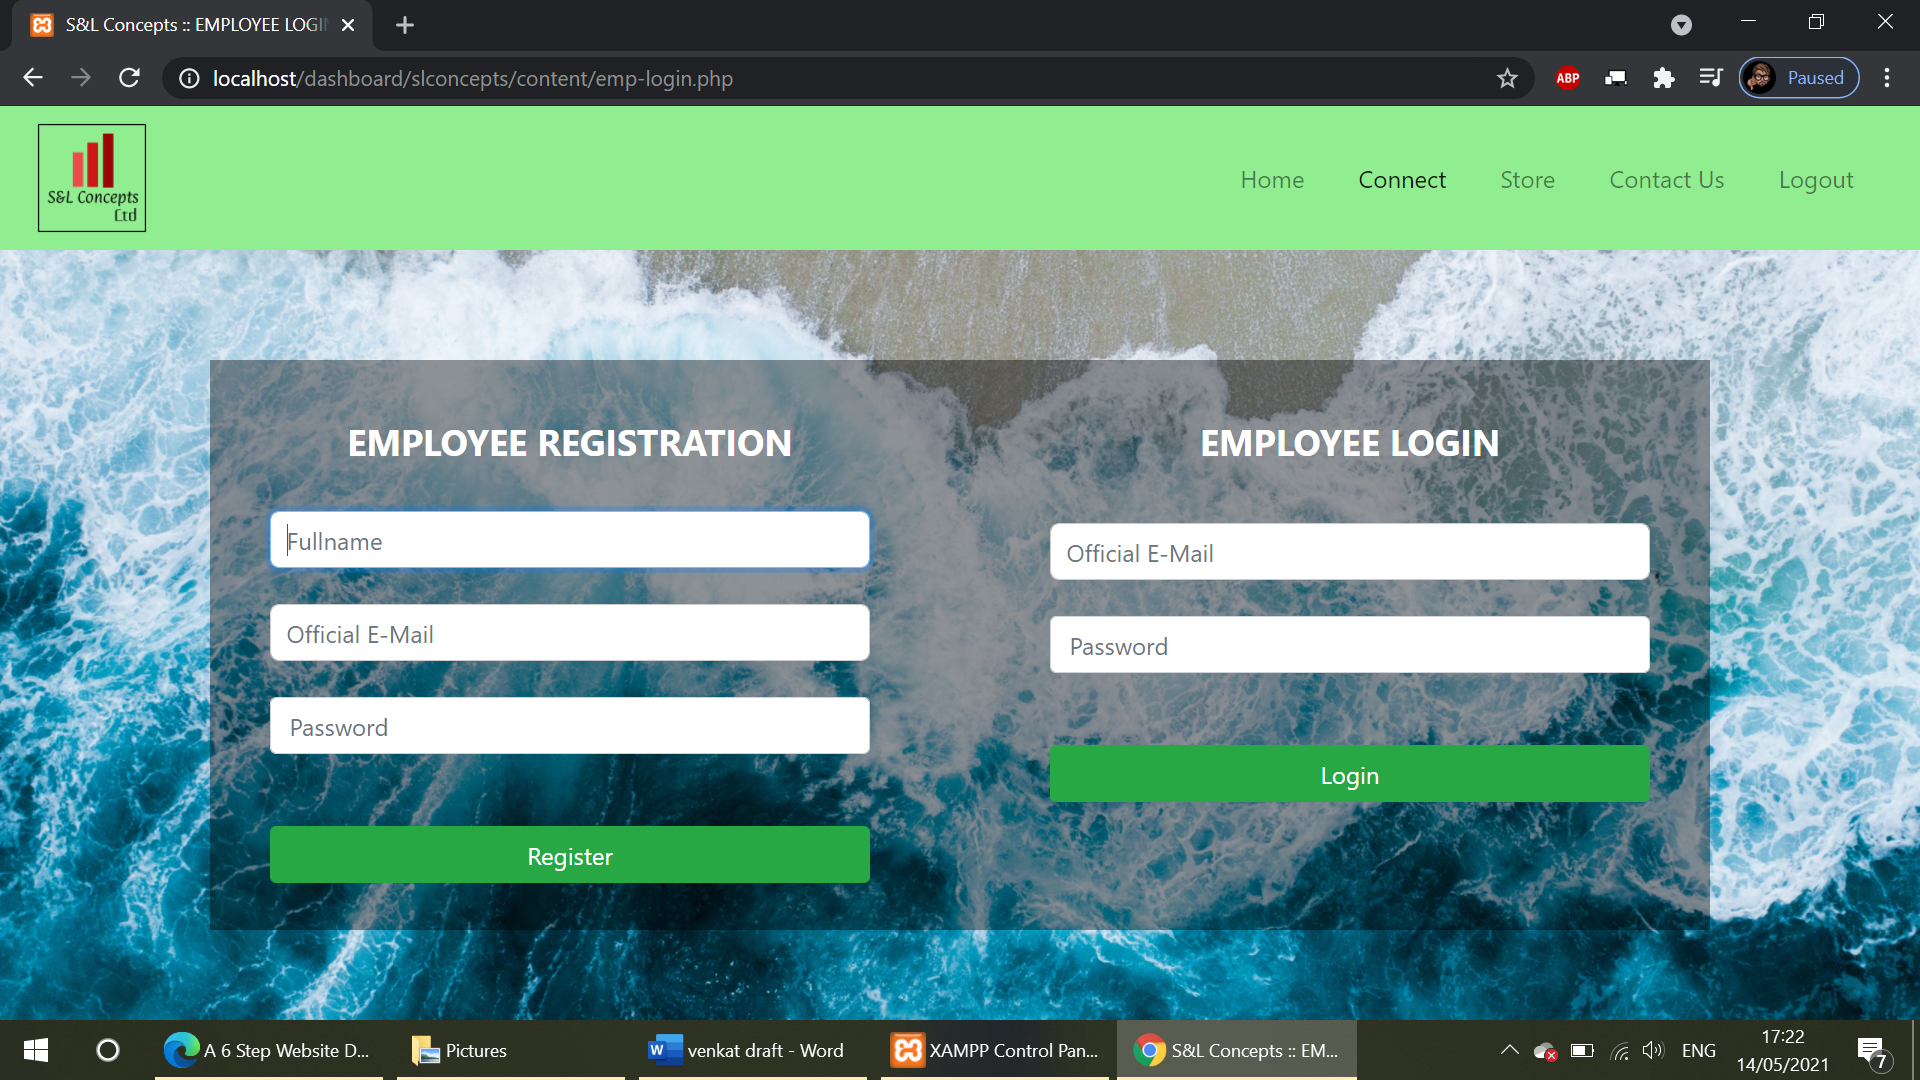 S&L Concepts :: EMPLOYEE LOGI
localhost/dashboard/slconcepts/content/emp-login.php
ABP
Paused
S&L Concepts
Ltd
Home
Connect
Store
Contact Us
Logout
EMPLOYEE REGISTRATION
Fullname
Official E-Mail
Password
Register
EMPLOYEE LOGIN
Official E-Mail
Password
Login
A 6 Step Website D...
Pictures
venkat draft - Word
XAMPP Control Pan...
S&L Concepts :: EM...
ENG
17:22
14/05/2021
7